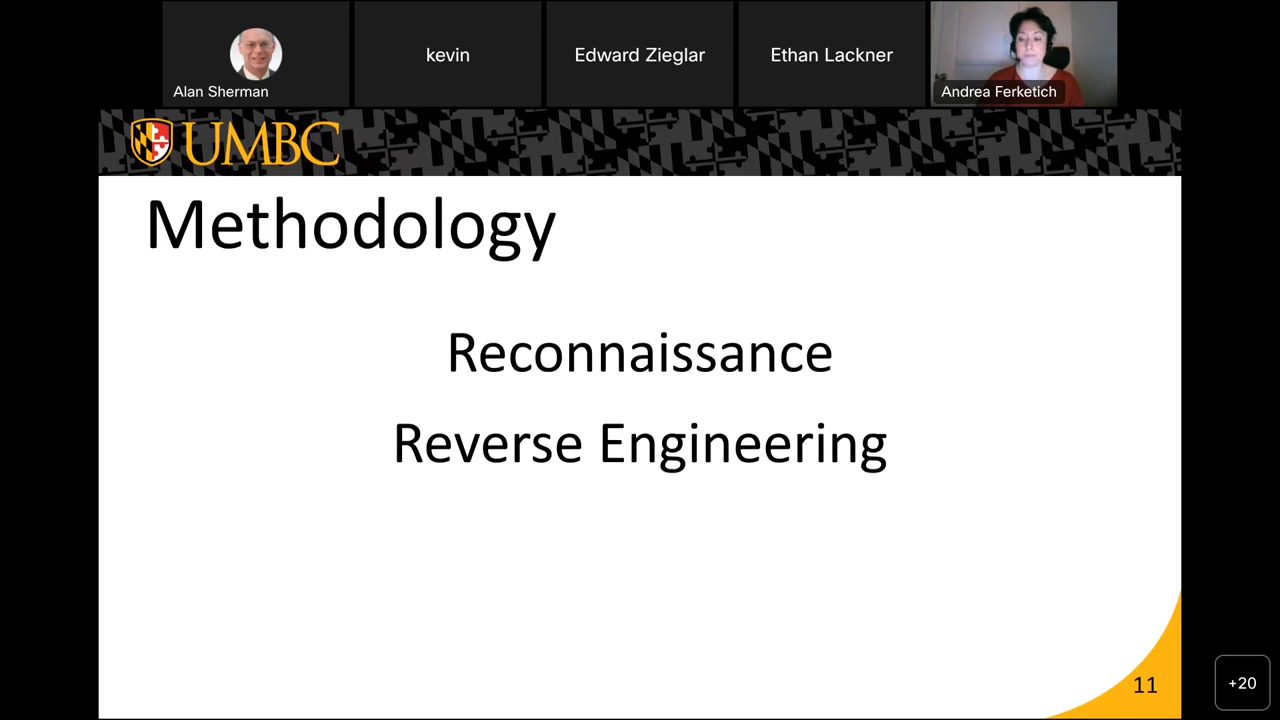 Alan Sherman
kevin
Edward Zieglar
Ethan Lackner
Andrea Ferketich
UMBC
Methodology
Reconnaissance
Reverse Engineering
11
+20